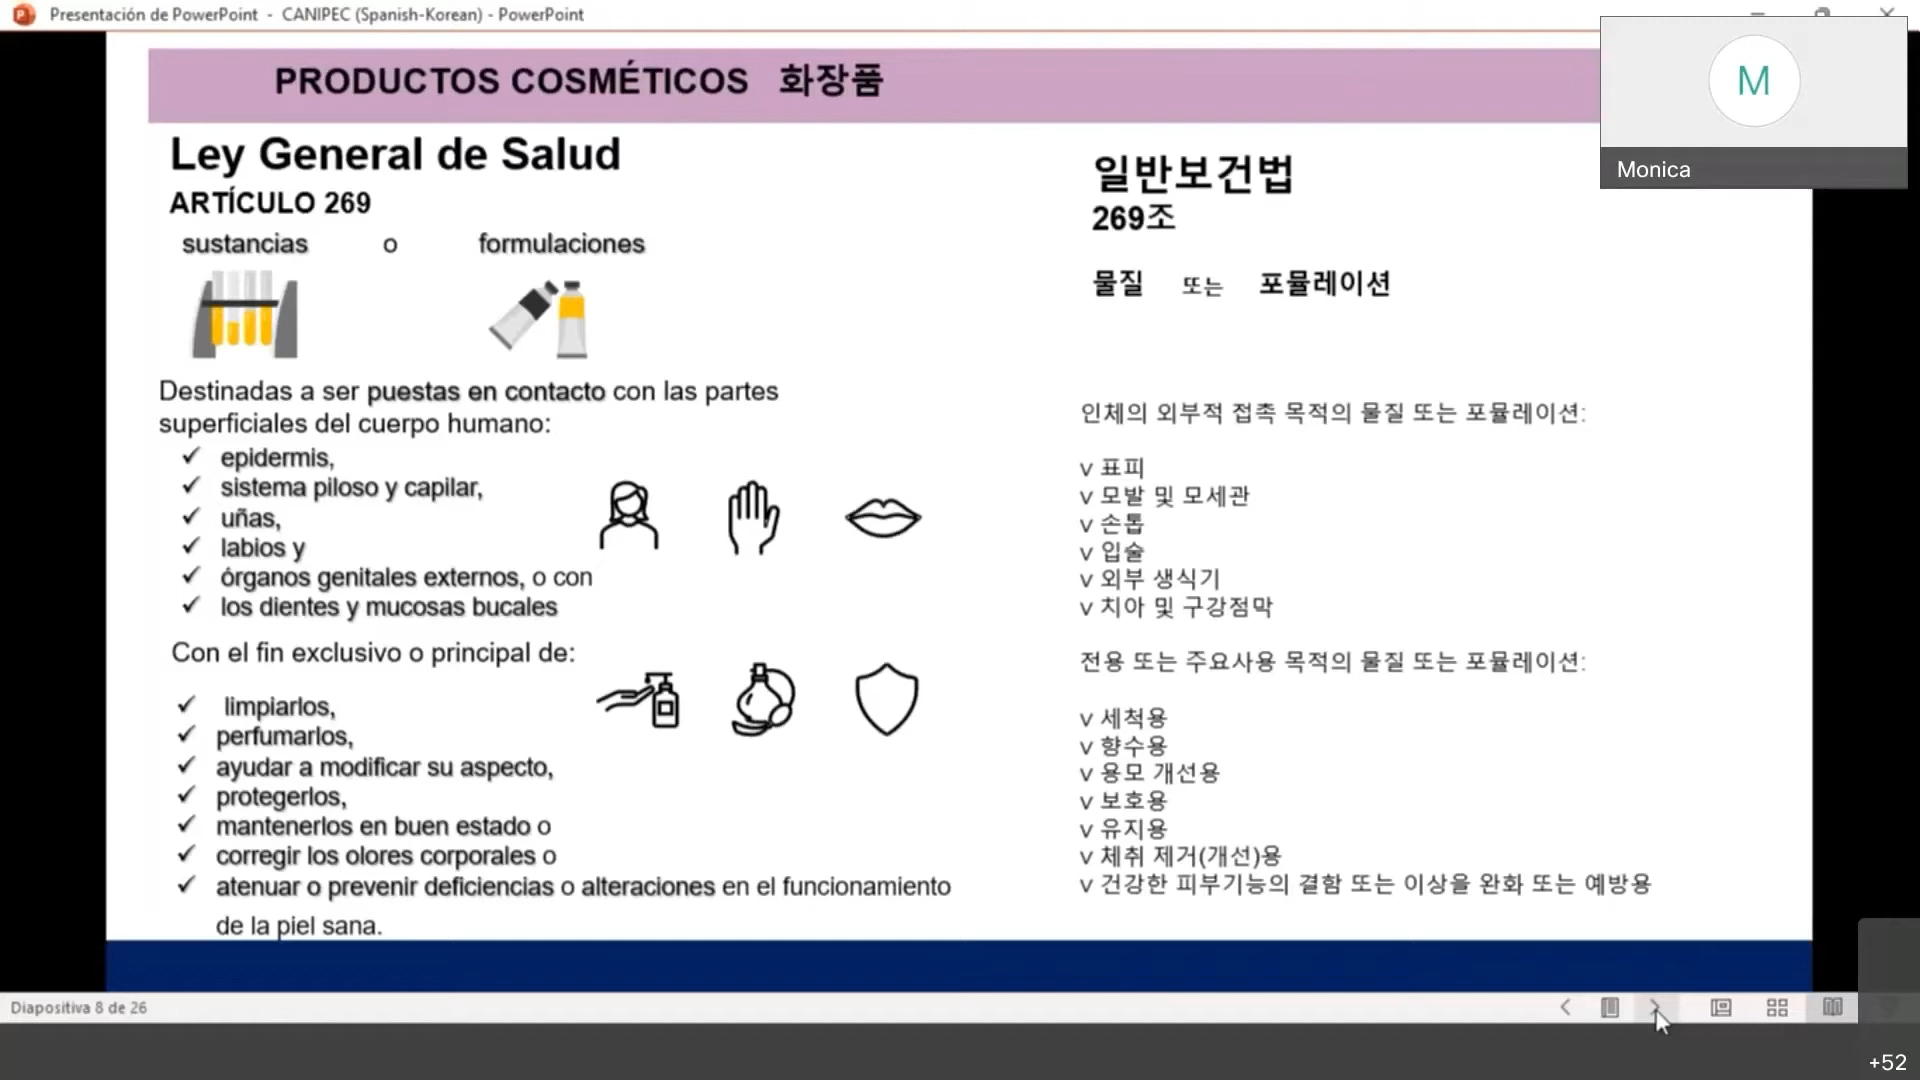 Presentación de PowerPoint - CANIPEC (Spanish-Korean) - PowerPoint
PRODUCTOS COSMÉTICOS 화장품
M
Monica
Ley General de Salud
ARTÍCULO 269
sustancias o formulaciones
Destinadas a ser puestas en contacto con las partes
superficiales del cuerpo humano:
✓ epidermis,
✓ sistema piloso y capilar,
✓ uñas,
✓ labios y
✓ órganos genitales externos, o con
✓ los dientes y mucosas bucales
Con el fin exclusivo o principal de:
✓ limpiarlos,
✓ perfumarlos,
✓ ayudar a modificar su aspecto,
✓ protegerlos,
✓ mantenerlos en buen estado o
✓ corregir los olores corporales o
✓ atenuar o prevenir deficiencias o alteraciones en el funcionamiento
de la piel sana.
일반보건법
269조
물질 또는 포뮬레이션
인체의 외부적 접촉 목적의 물질 또는 포뮬레이션:
v 표피
v 모발 및 모세관
v 손톱
v 입술
v 외부 생식기
v 치아 및 구강점막
전용 또는 주요사용 목적의 물질 또는 포뮬레이션:
v 세척용
v 향수용
v 용모 개선용
v 보호용
v 유지용
v 체취 제거(개선)용
v 건강한 피부기능의 결함 또는 이상을 완화 또는 예방용
Diapositiva 8 de 26
+52